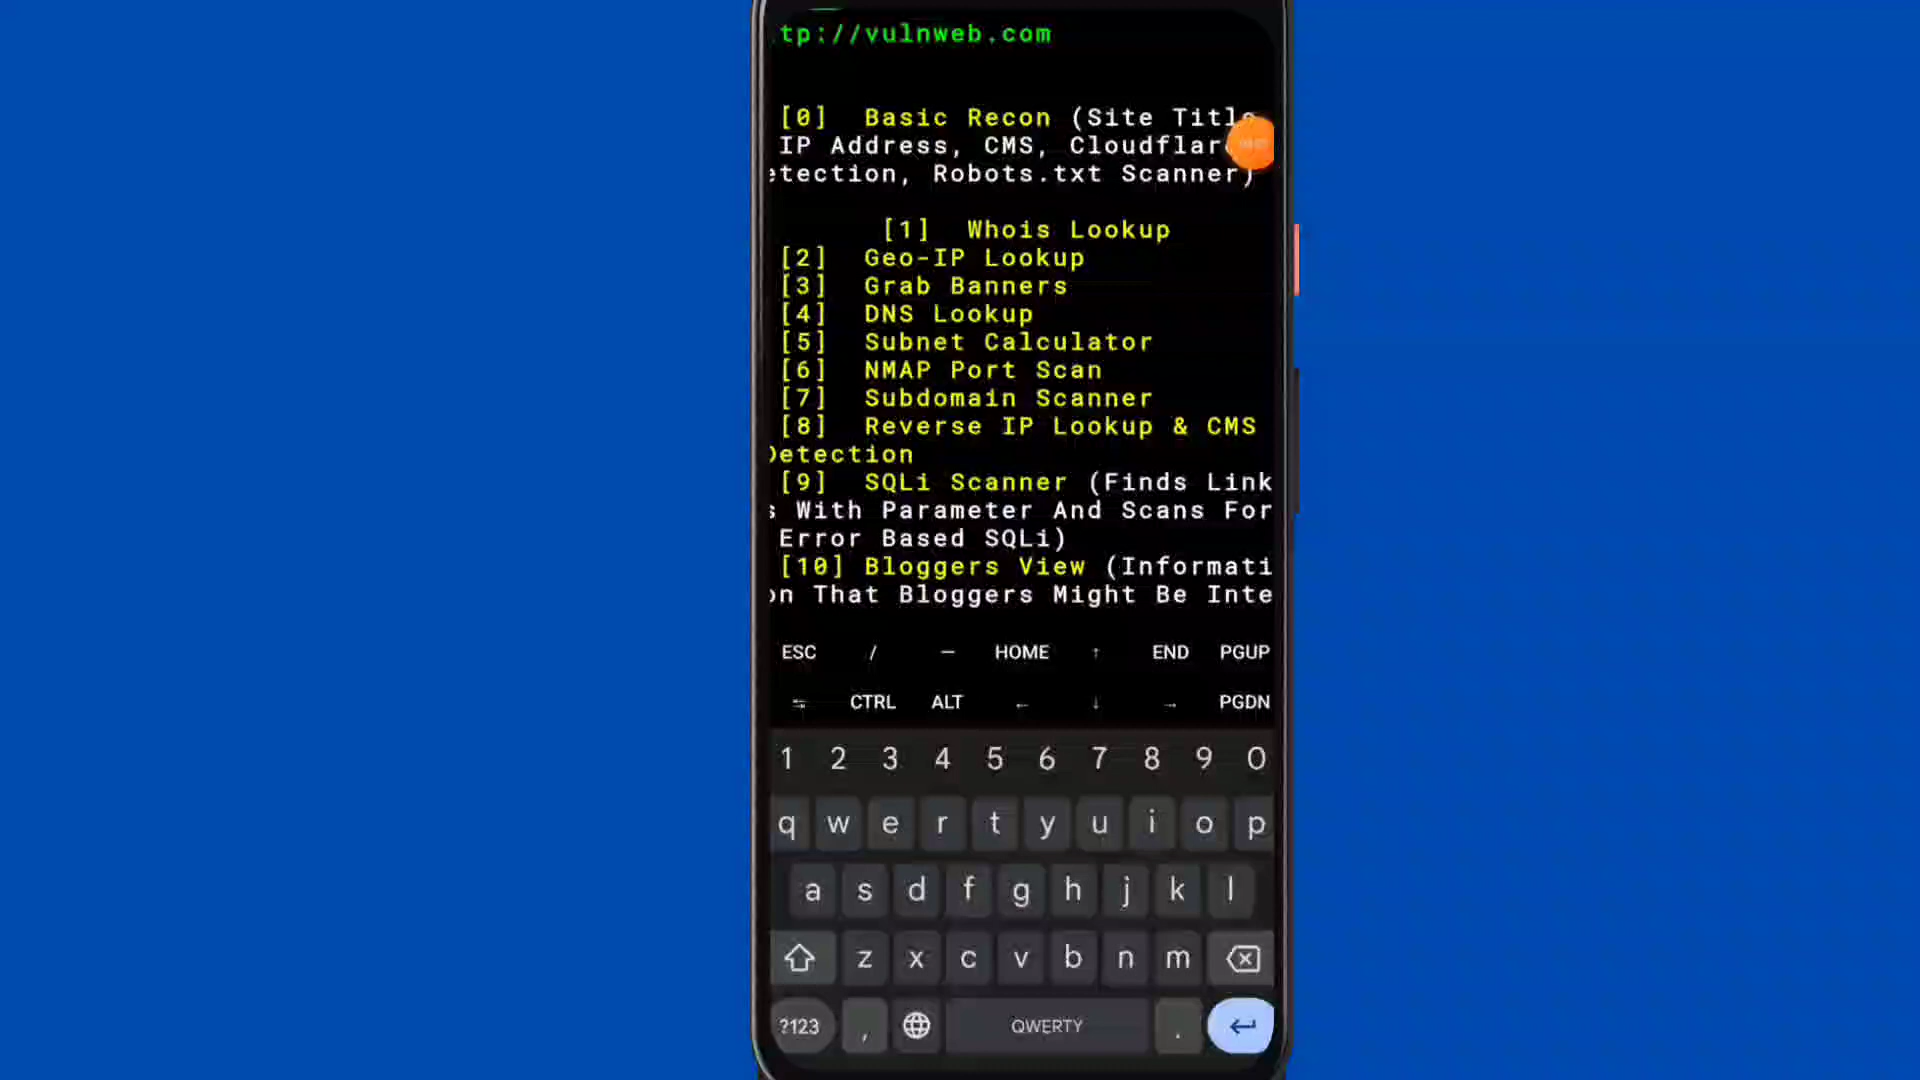 tp://vulnweb.com
[0] Basic Recon (Site Title
IP Address, CMS, Cloudflar
etection, Robots.txt Scanner)
[1] Whois Lookup
[2] Geo-IP Lookup
[3] Grab Banners
[4] DNS Lookup
[5] Subnet Calculator
[6] NMAP Port Scan
[7] Subdomain Scanner
[8] Reverse IP Lookup & CMS
Detection
[9] SQLi Scanner (Finds Link
s With Parameter And Scans For
Error Based SQLi)
[10] Bloggers View (Informati
on That Bloggers Might Be Inte
ESC / — HOME ↑ END PGUP
⇆ CTRL ALT ← ↓ → PGDN
1 2 3 4 5 6 7 8 9 0
q w e r t y u i o p
a s d f g h j k l
z x c v b n m
?123 , QWERTY .